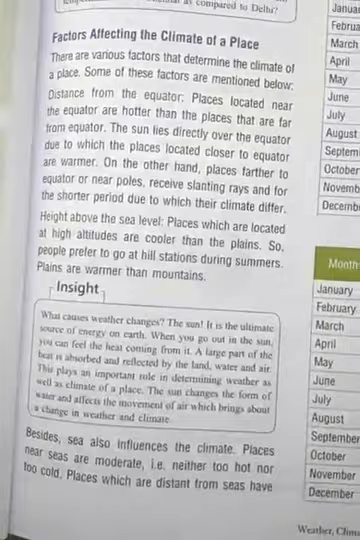 as compared to Delhi?
Factors Affecting the Climate of a Place
There are various factors that determine the climate of
a place. Some of these factors are mentioned below:
Distance from the equator: Places located near
the equator are hotter than the places that are far
from equator. The sun lies directly over the equator
due to which the places located closer to equator
are warmer. On the other hand, places farther to
equator or near poles, receive slanting rays and for
the shorter period due to which their climate differ.
Height above the sea level: Places which are located
at high altitudes are cooler than the plains. So,
people prefer to go at hill stations during summers.
Plains are warmer than mountains.
Insight
What causes weather changes? The sun! It is the ultimate
source of energy on earth. When you go out in the sun,
you can feel the heat coming from it. A large part of the
heat is absorbed and reflected by the land, water and air.
This plays an important role in determining weather as
well as climate of a place. The sun changes the form of
water and affects the movement of air which brings about
a change in weather and climate.
Besides, sea also influences the climate. Places
near seas are moderate, i.e. neither too hot nor
too cold. Places which are distant from seas have
Januar
Februa
March
April
May
June
July
August
Septem
October
Novemb
Decemb
Month
January
February
March
April
May
June
July
August
September
October
November
December
Weather, Clima